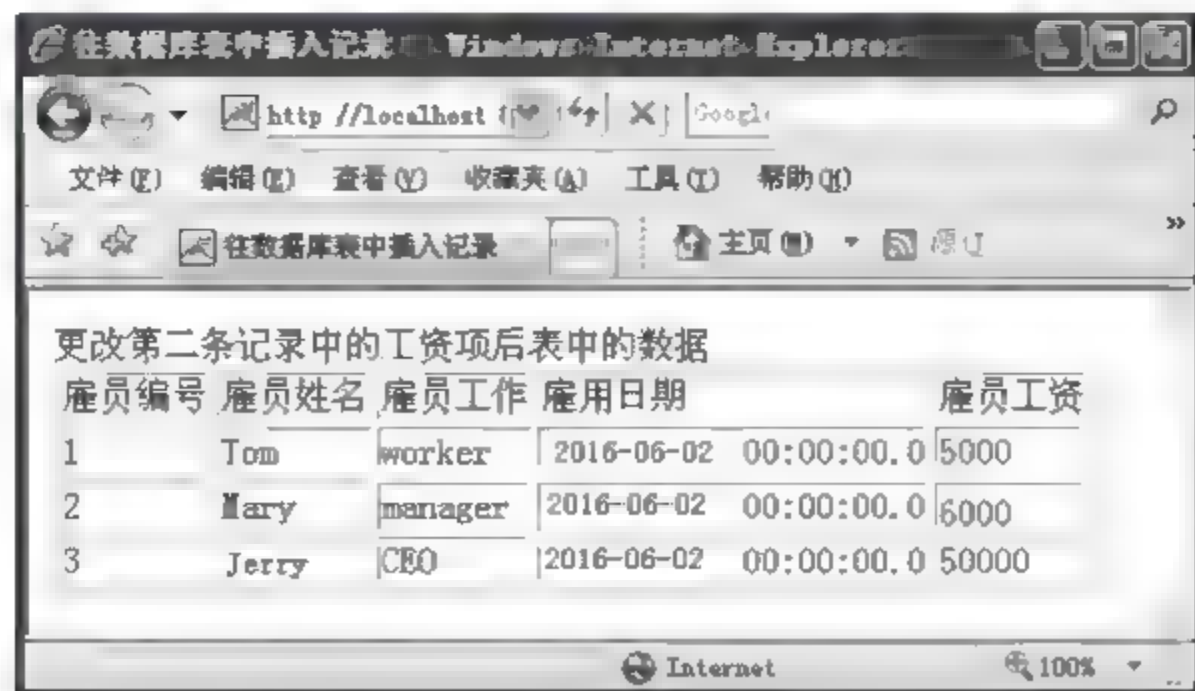 往数据库表中插入记录 Windows Internet Explorer
http //localhost Google
文件(F) 编辑(E) 查看(V) 收藏夹(A) 工具(T) 帮助(H)
往数据库表中插入记录 主页(M) 源(J
更改第二条记录中的工资项后表中的数据
雇员编号 雇员姓名 雇员工作 雇用日期 雇员工资
1 Tom worker 2016-06-02 00:00:00.0 5000
2 Mary manager 2016-06-02 00:00:00.0 6000
3 Jerry CEO 2016-06-02 00:00:00.0 50000
Internet 100%